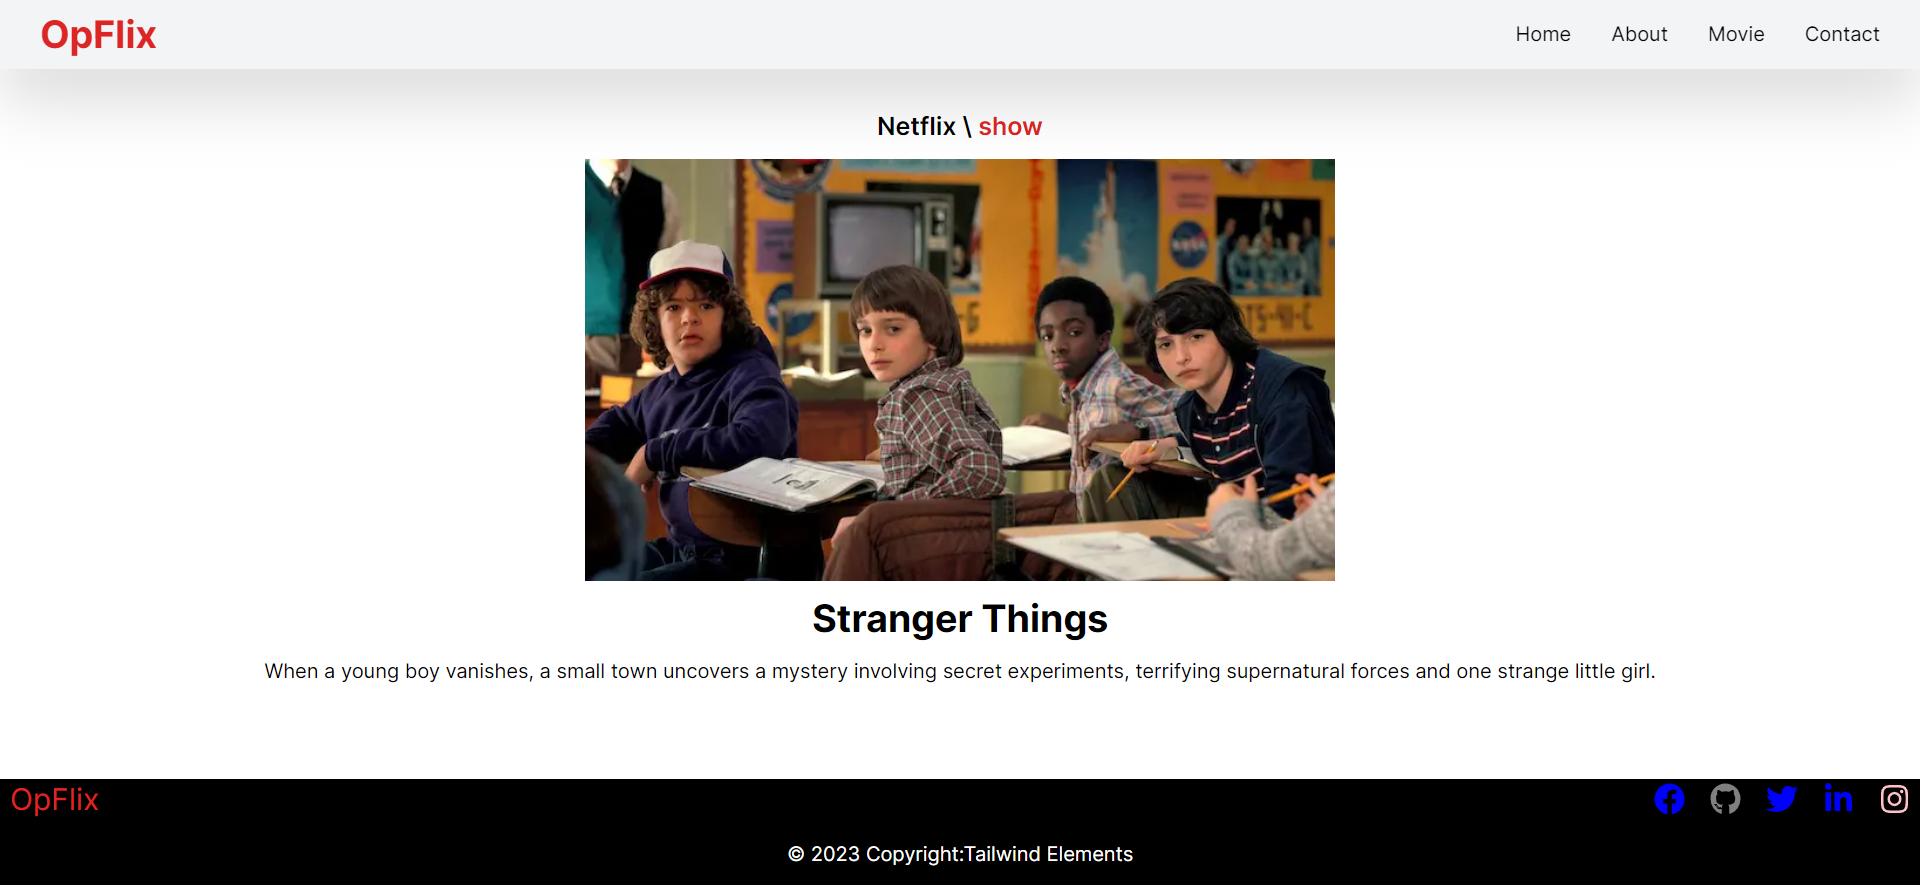 OpFlix
Home About Movie Contact
Netflix \ show
NASA
Stranger Things
When a young boy vanishes, a small town uncovers a mystery involving secret experiments, terrifying supernatural forces and one strange little girl.
OpFlix
© 2023 Copyright:Tailwind Elements